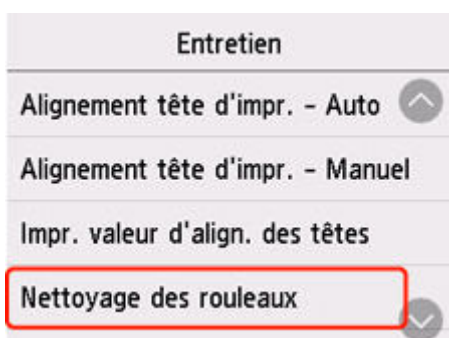 Entretien
Alignement tête d'impr. – Auto
Alignement tête d'impr. – Manuel
Impr. valeur d'align. des têtes
Nettoyage des rouleaux